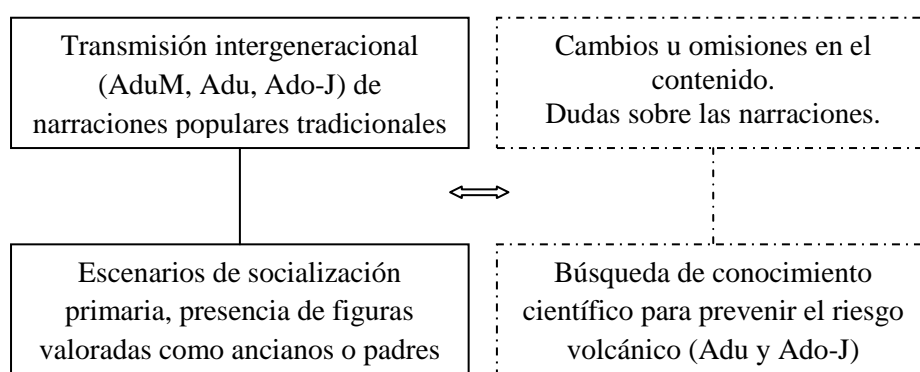 Transmisión intergeneracional
(AduM, Adu, Ado-J) de
narraciones populares tradicionales
Cambios u omisiones en el
contenido.
Dudas sobre las narraciones.
Escenarios de socialización
primaria, presencia de figuras
valoradas como ancianos o padres
Búsqueda de conocimiento
científico para prevenir el riesgo
volcánico (Adu y Ado-J)